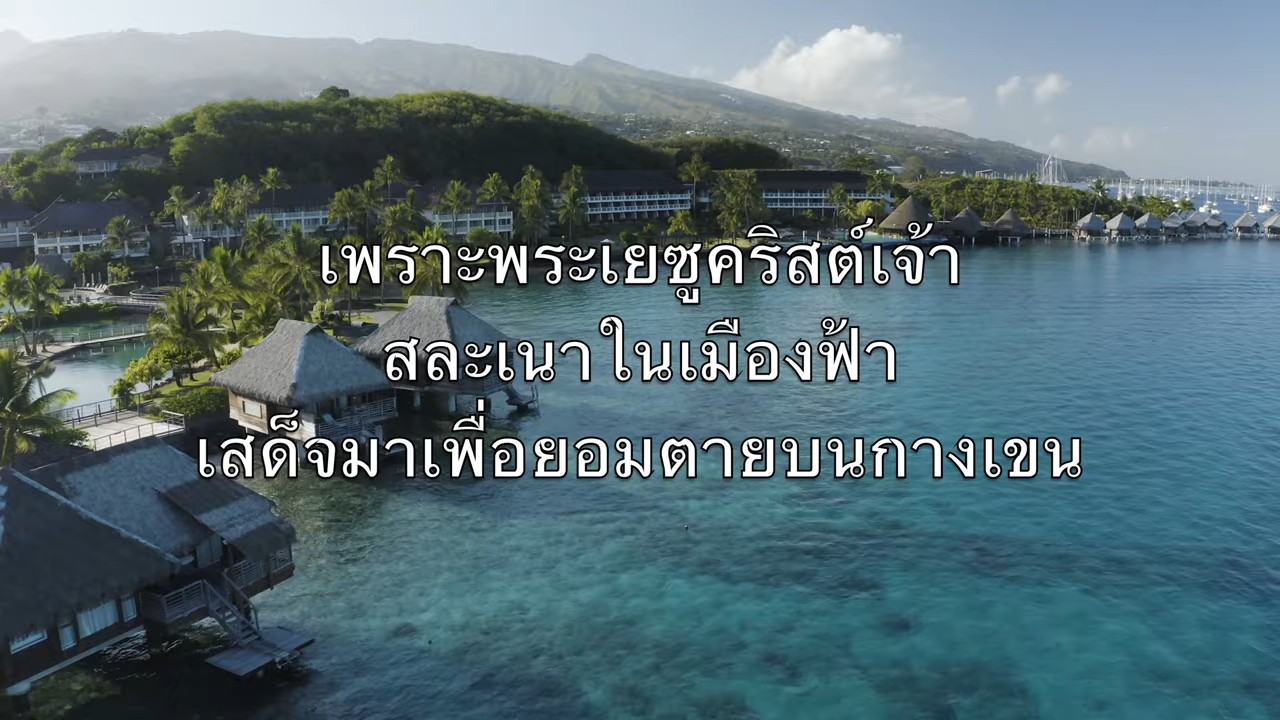 เพราะพระเยซูคริสต์เจ้า
สละเนาในเมืองฟ้า
เสด็จมาเพื่อยอมตายบนกางเขน